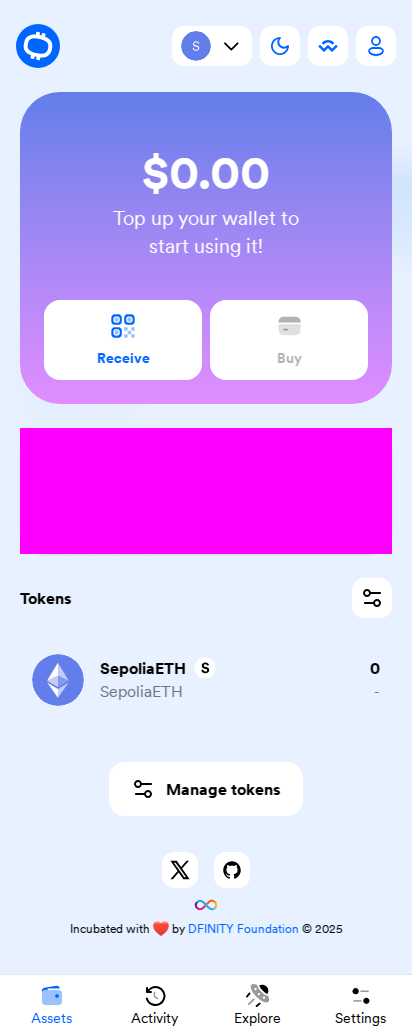 S
$0.00
Top up your wallet to
start using it!
Receive
Buy
Tokens
SepoliaETH S 0
SepoliaETH -
Manage tokens
Incubated with ❤️ by DFINITY Foundation © 2025
Assets Activity Explore Settings